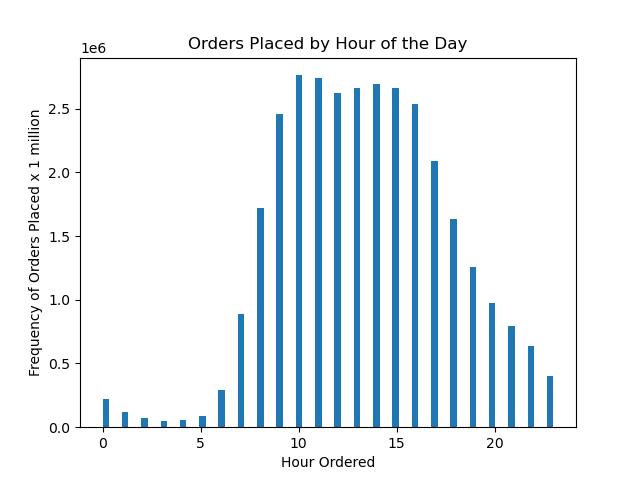 Orders Placed by Hour of the Day
1e6
2.5
2.0
1.5
1.0
0.5
0.0
Frequency of Orders Placed x 1 million
0 5 10 15 20
Hour Ordered